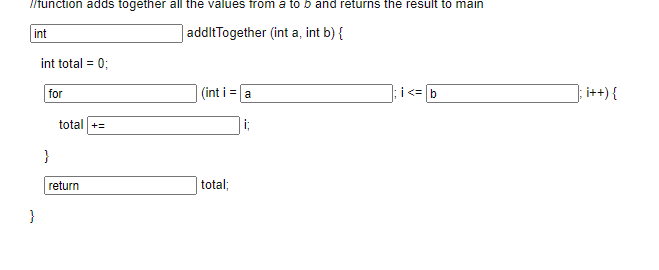 //function adds together all the values from a to b and returns the result to main
int addItTogether (int a, int b) {
int total = 0;
for (int i = a ; i <= b ; i++) {
total += i;
}
return total;
}